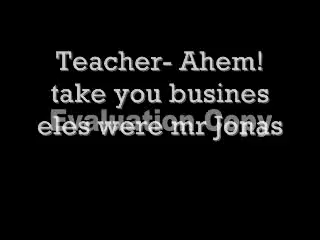 Teacher- Ahem!
take you busines
eles were mr Jonas
Evaluation Copy